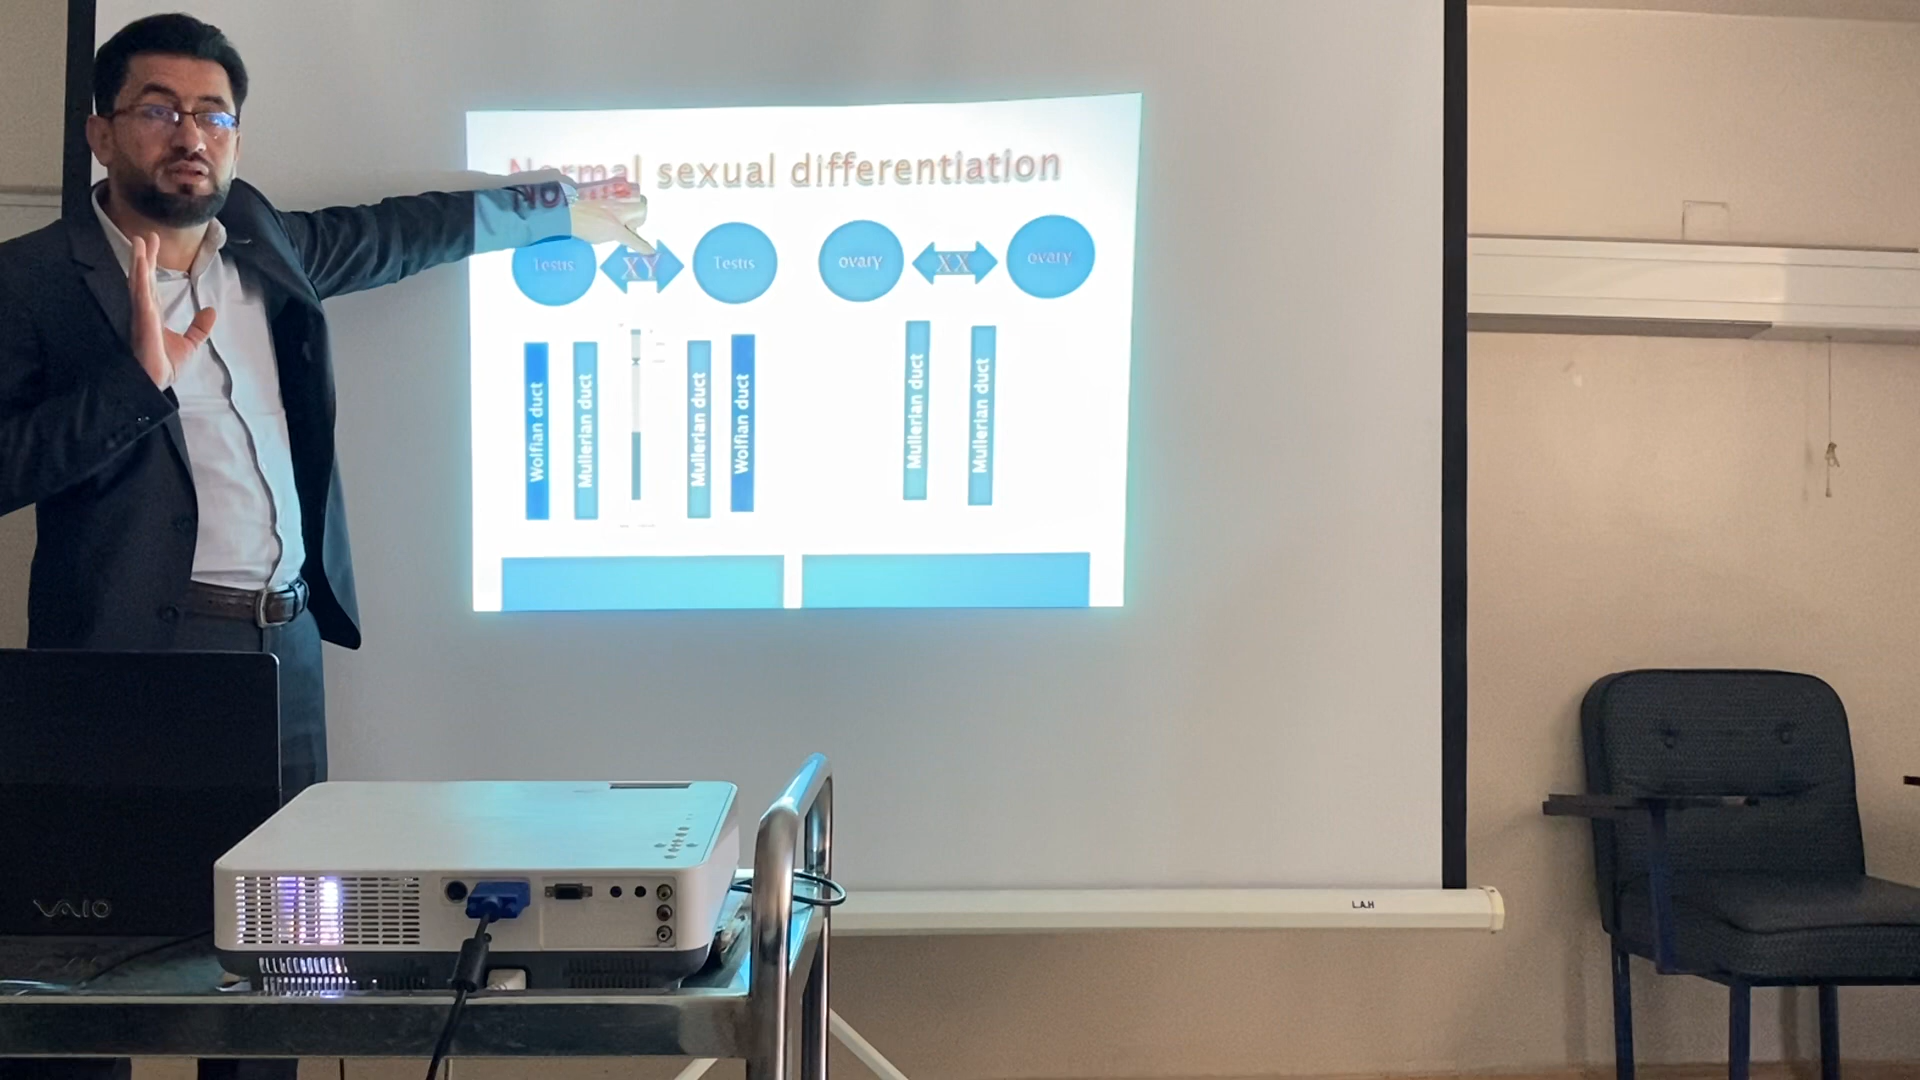 Normal sexual differentiation
Testis XY Testis ovary XX ovary
Wolfian duct
Mullerian duct
Mullerian duct
Wolfian duct
Mullerian duct
Mullerian duct
VAIO
L.A.H